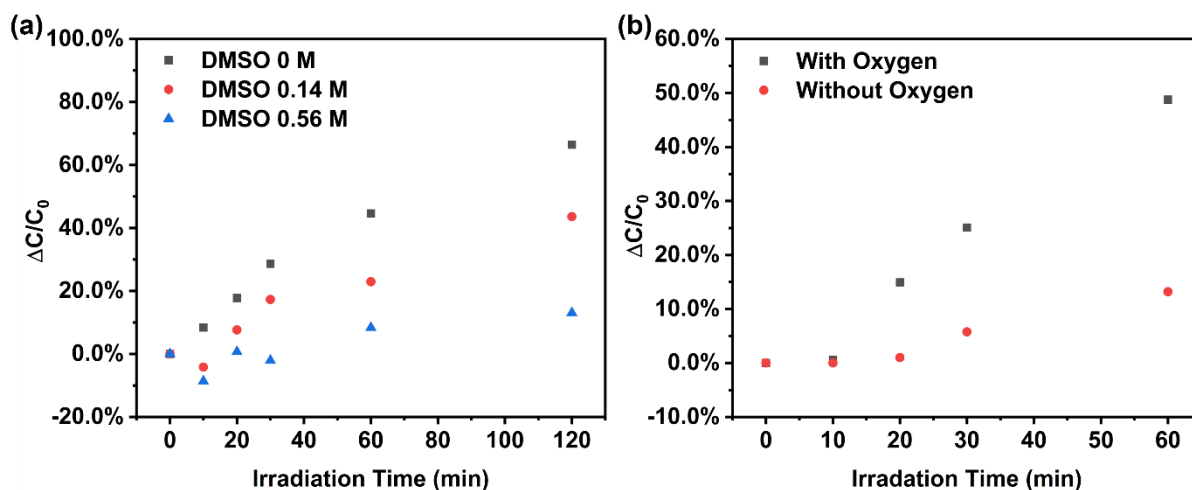 (a)
100.0%
80.0%
60.0%
40.0%
20.0%
0.0%
-20.0%
ΔC/C0
DMSO 0 M
DMSO 0.14 M
DMSO 0.56 M
0 20 40 60 80 100 120
Irradiation Time (min)
(b)
60.0%
50.0%
40.0%
30.0%
20.0%
10.0%
0.0%
-10.0%
ΔC/C0
With Oxygen
Without Oxygen
0 10 20 30 40 50 60
Irradation Time (min)